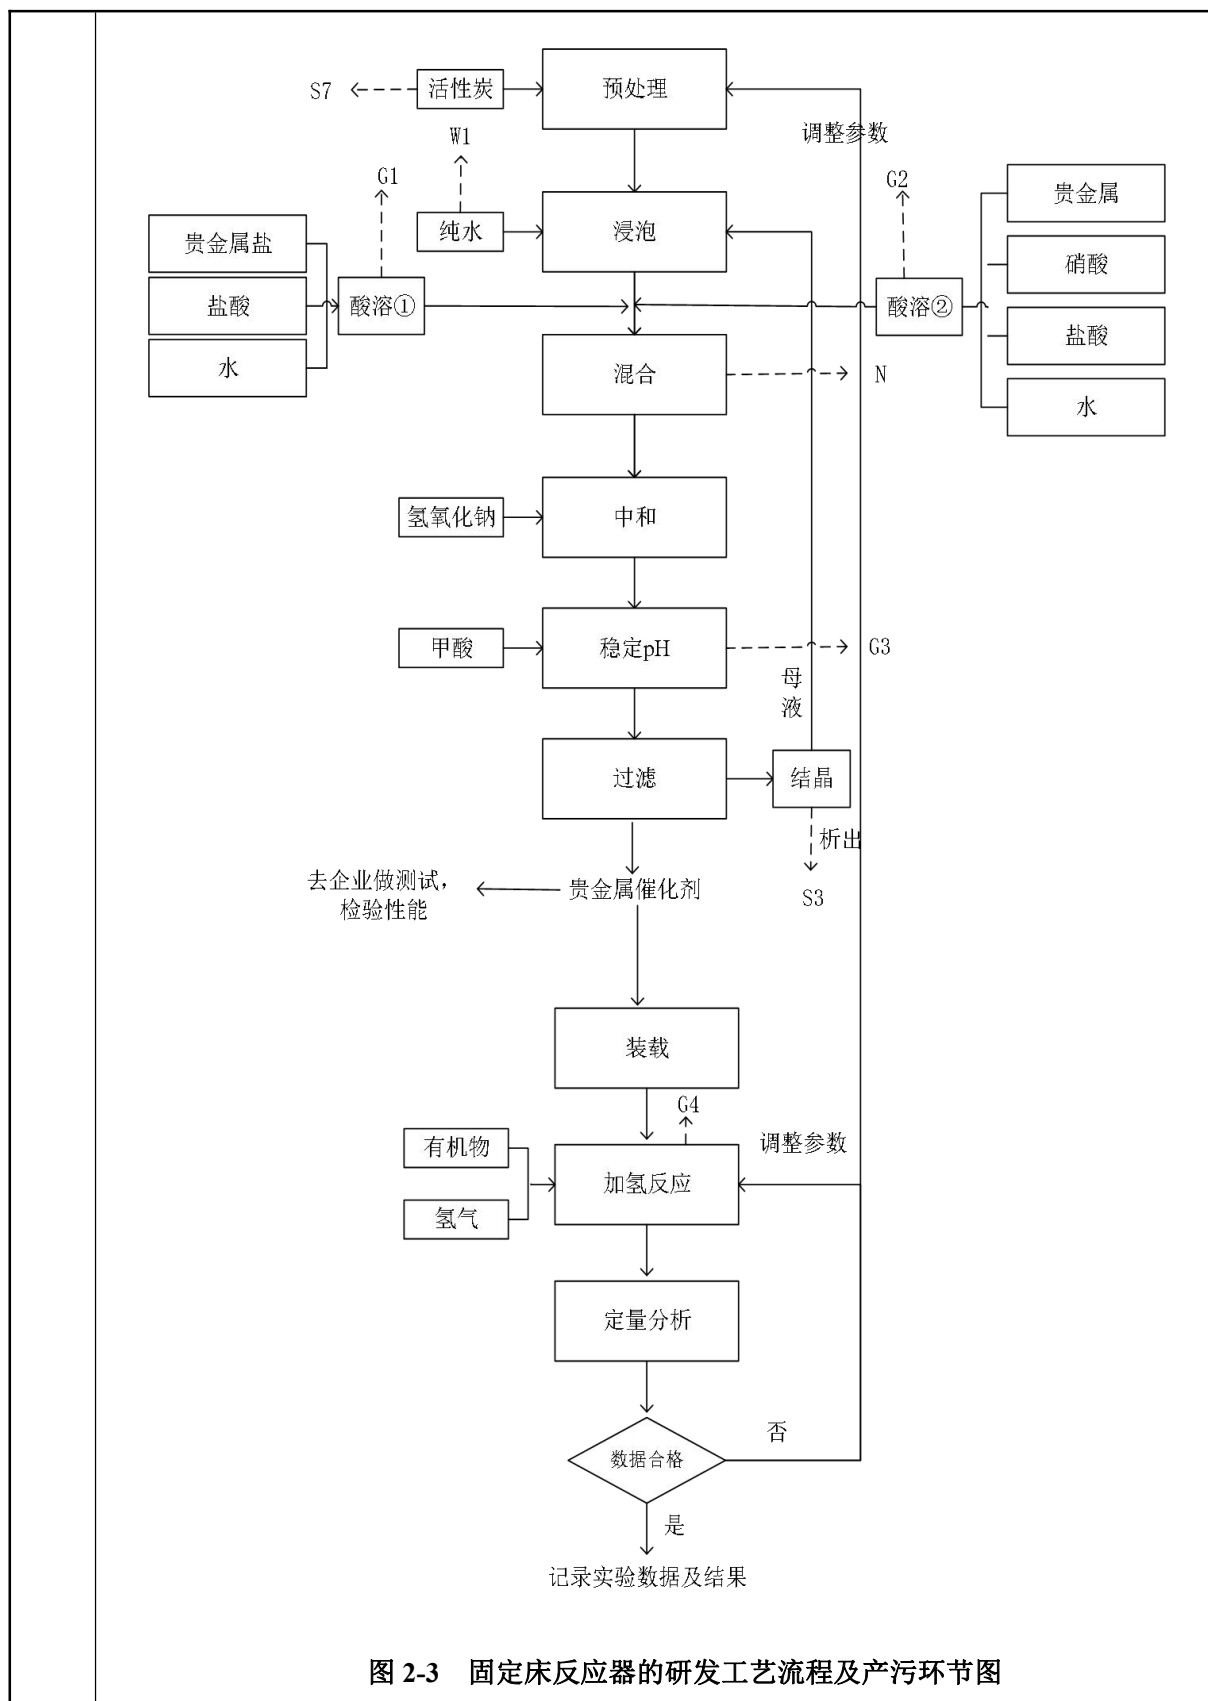 S7
活性炭
预处理
调整参数
W1
G1
G2
贵金属盐
纯水
浸泡
贵金属
硝酸
盐酸
酸溶①
酸溶②
盐酸
水
混合
N
水
氢氧化钠
中和
甲酸
稳定pH
G3
母
液
过滤
结晶
析出
去企业做测试，
检验性能
贵金属催化剂
S3
装载
G4
有机物
调整参数
加氢反应
氢气
定量分析
否
数据合格
是
记录实验数据及结果
图 2-3 固定床反应器的研发工艺流程及产污环节图